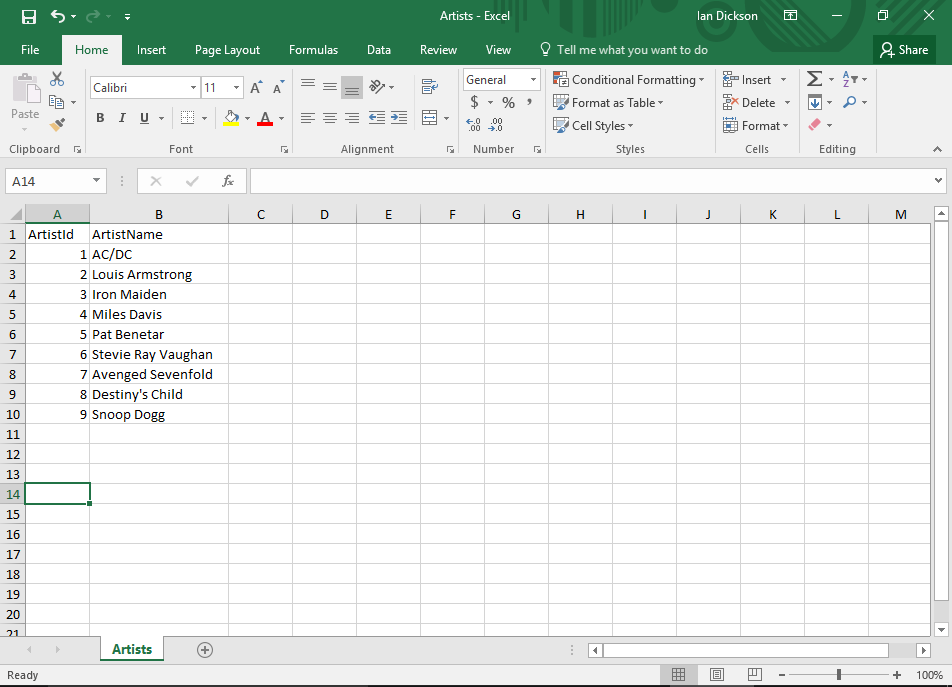 Artists - Excel
Ian Dickson
File Home Insert Page Layout Formulas Data Review View Tell me what you want to do Share
Calibri 11 General Conditional Formatting Insert
Paste $ % , Format as Table Delete
B I U A Cell Styles Format
Clipboard Font Alignment Number Styles Cells Editing
A14 fx
A B C D E F G H I J K L M
1 ArtistId ArtistName
2 1 AC/DC
3 2 Louis Armstrong
4 3 Iron Maiden
5 4 Miles Davis
6 5 Pat Benetar
7 6 Stevie Ray Vaughan
8 7 Avenged Sevenfold
9 8 Destiny's Child
10 9 Snoop Dogg
11
12
13
14
15
16
17
18
19
20
21
Artists
Ready 100%